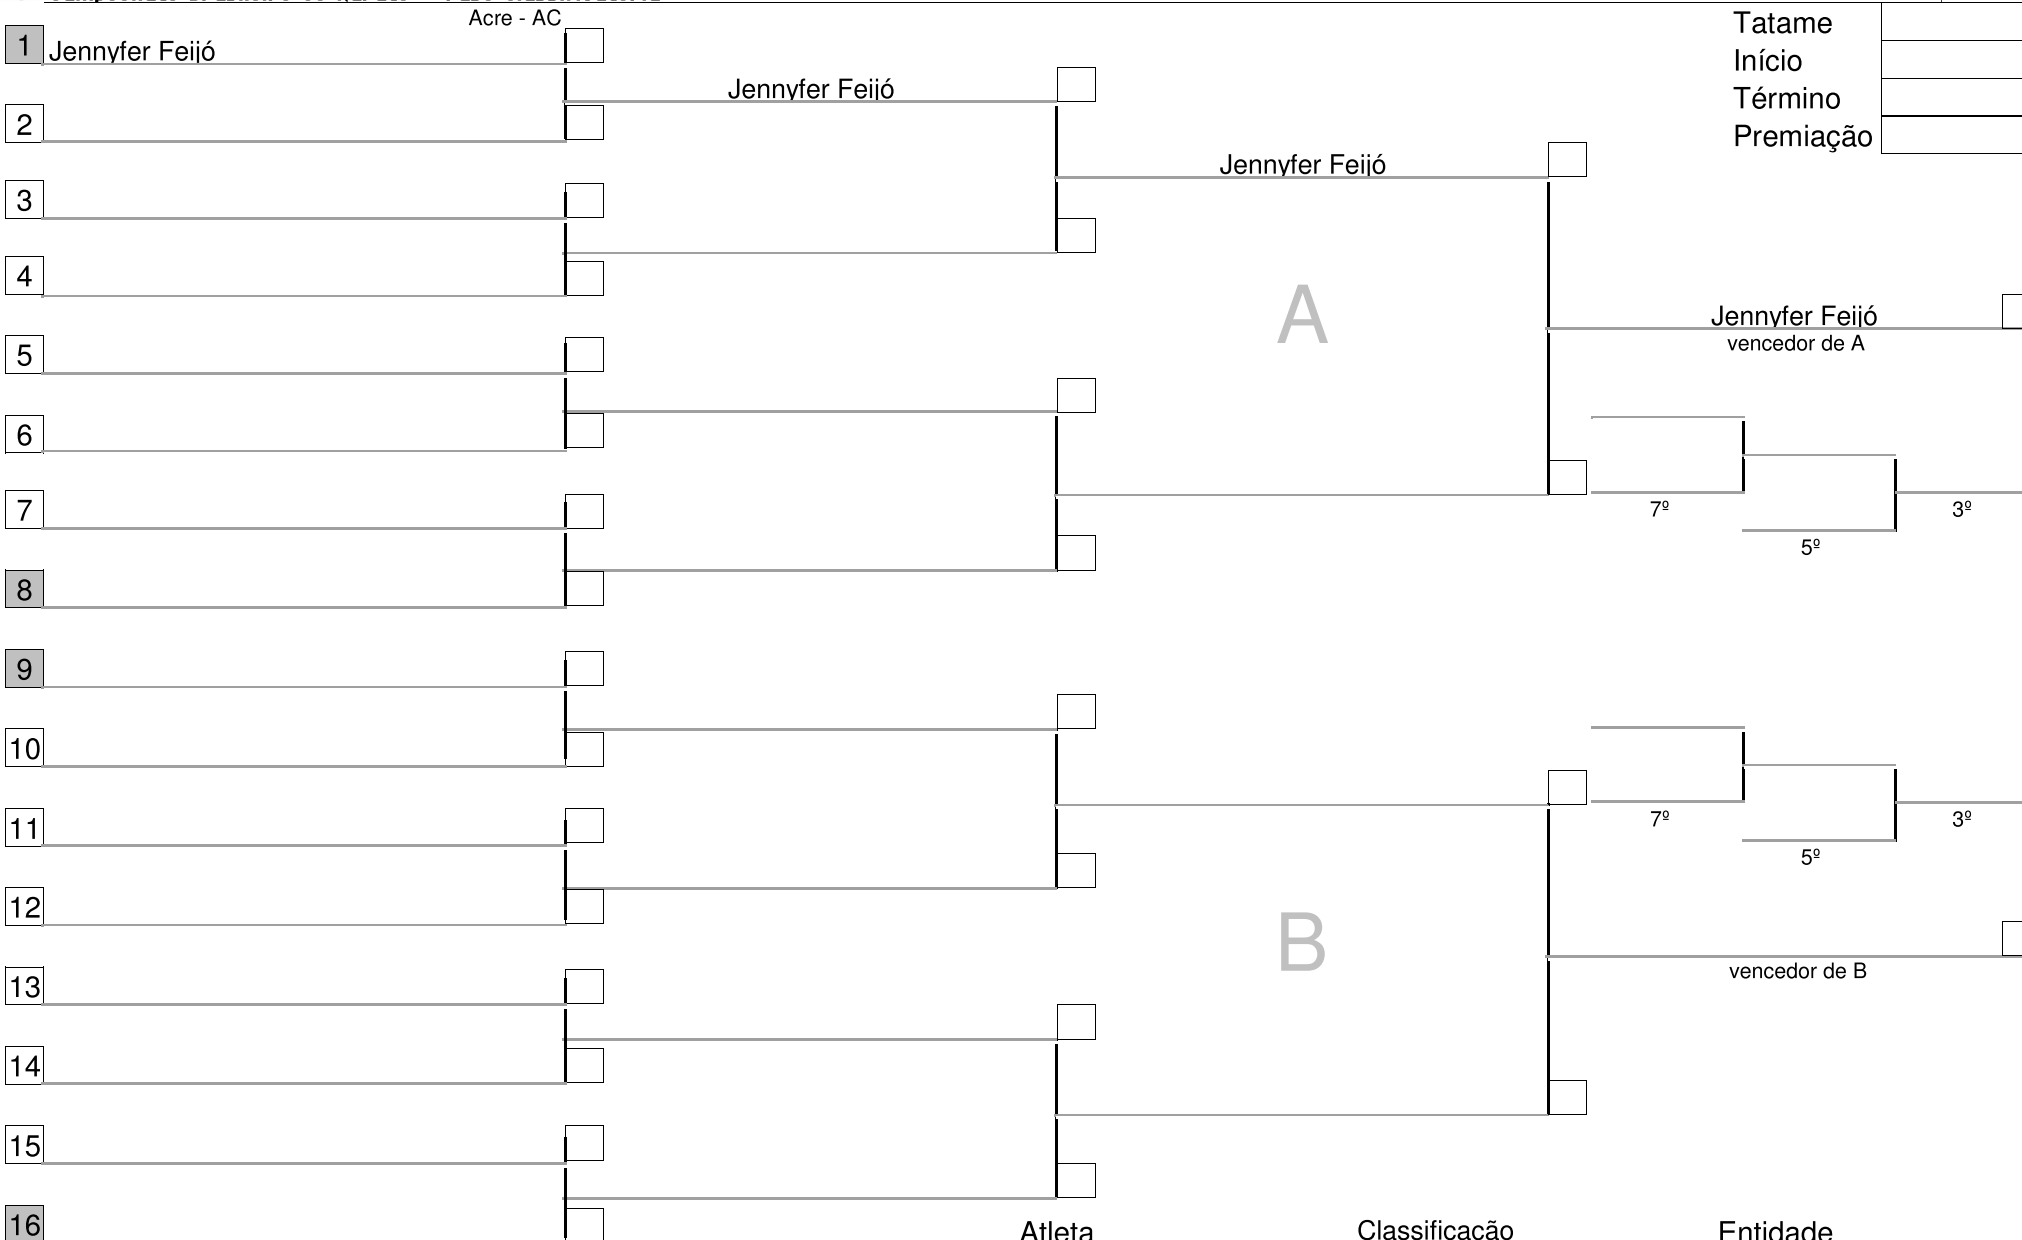 Acre - AC
Tatame
1 Jennyfer Feijó
Início
Jennyfer Feijó
Término
2
Premiação
Jennyfer Feijó
3
4
A
Jennyfer Feijó
vencedor de A
5
6
7
7º
3º
5º
8
9
10
11
7º
3º
5º
12
B
vencedor de B
13
14
15
16
Atleta
Classificação
Entidade